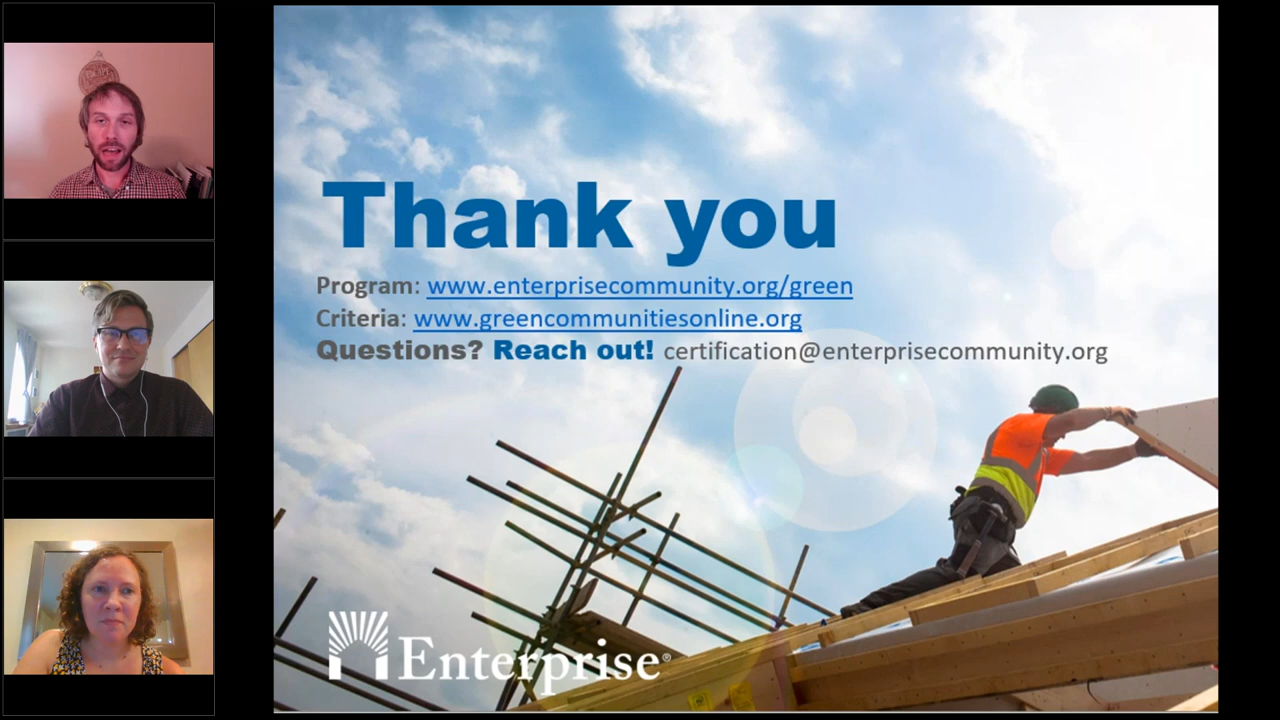 Thank you
Program: www.enterprisecommunity.org/green
Criteria: www.greencommunitiesonline.org
Questions? Reach out! certification@enterprisecommunity.org
Enterprise®